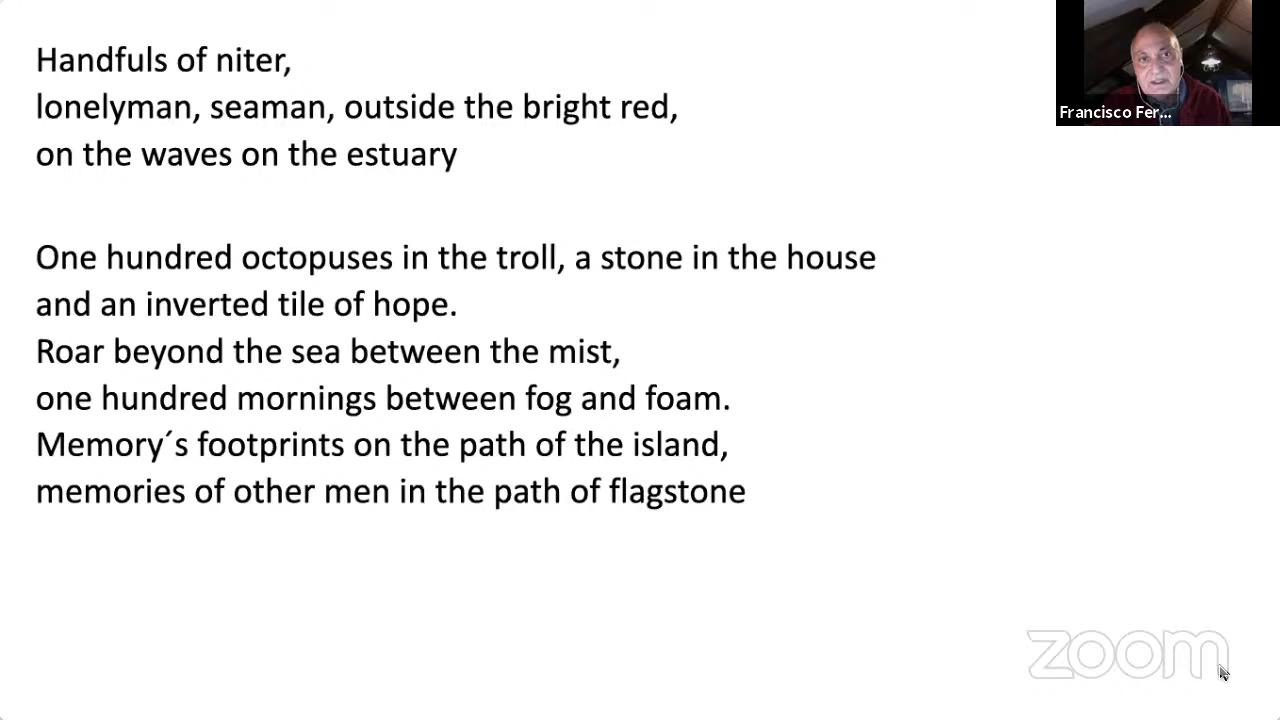 Handfuls of niter,
lonelyman, seaman, outside the bright red,
on the waves on the estuary
One hundred octopuses in the troll, a stone in the house
and an inverted tile of hope.
Roar beyond the sea between the mist,
one hundred mornings between fog and foam.
Memory´s footprints on the path of the island,
memories of other men in the path of flagstone
Francisco Fer...
zoom